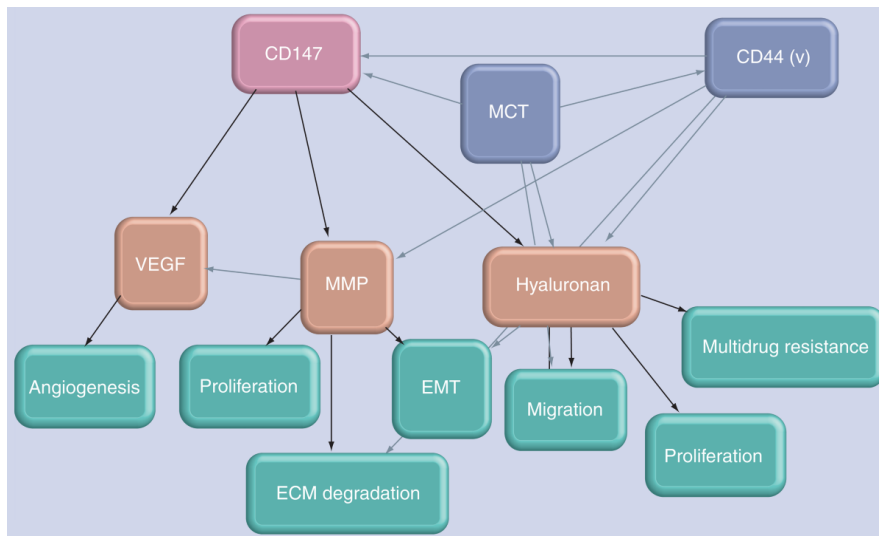 CD147
CD44 (v)
MCT
VEGF
MMP
Hyaluronan
Multidrug resistance
Angiogenesis
Proliferation
EMT
Migration
Proliferation
ECM degradation